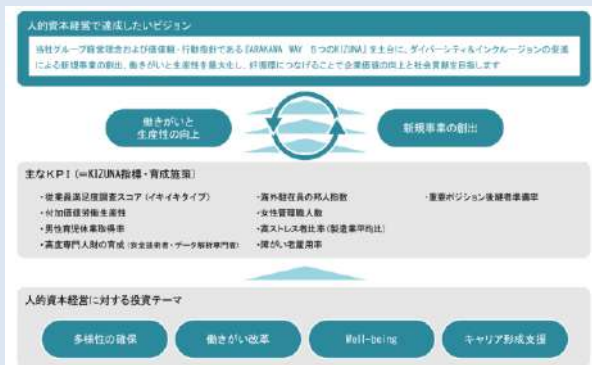 人的資本経営で達成したいビジョン
当社グループ経営理念および価値観・行動指針である『ARAKAWA WAY 5つのKIZUNA』を土台に、ダイバーシティ&インクルージョンの促進
による新規事業の創出、働きがいと生産性を最大化し、好循環につなげることで企業価値の向上と社会貢献を目指します
働きがいと
生産性の向上
新規事業の創出
主なKPI(=KIZUNA指標・育成施策)
・従業員満足度調査スコア(イキイキタイプ)
・付加価値労働生産性
・男性育児休業取得率
・高度専門人財の育成(安全技術者・データ解析専門者)
・海外駐在員の邦人指数
・女性管理職人数
・高ストレス者比率(製造業平均比)
・障がい者雇用率
・重要ポジション後継者準備率
人的資本経営に対する投資テーマ
多様性の確保
働きがい改革
Well-being
キャリア形成支援